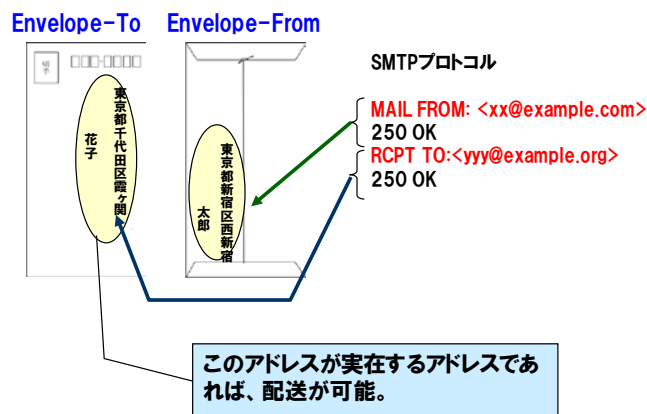 Envelope-To
Envelope-From
切手
□□□-□□□□
東京都千代田区霞ヶ関
花子
東京都新宿区西新宿
太郎
SMTPプロトコル
MAIL FROM: <xx@example.com>
250 OK
RCPT TO:<yyy@example.org>
250 OK
このアドレスが実在するアドレスであ
れば、配送が可能。